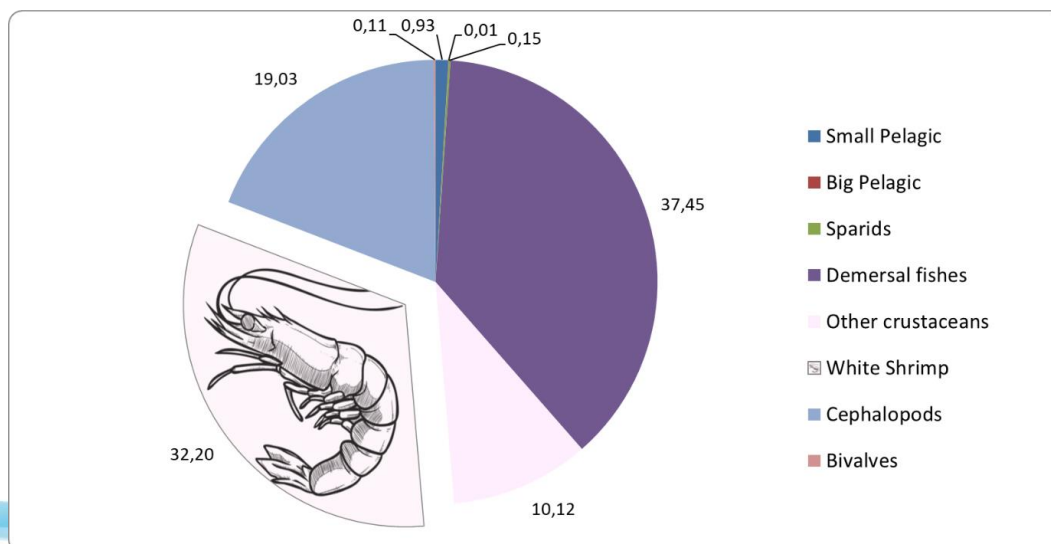 0,11
0,93
0,01
0,15
19,03
37,45
32,20
10,12
Small Pelagic
Big Pelagic
Sparids
Demersal fishes
Other crustaceans
White Shrimp
Cephalopods
Bivalves